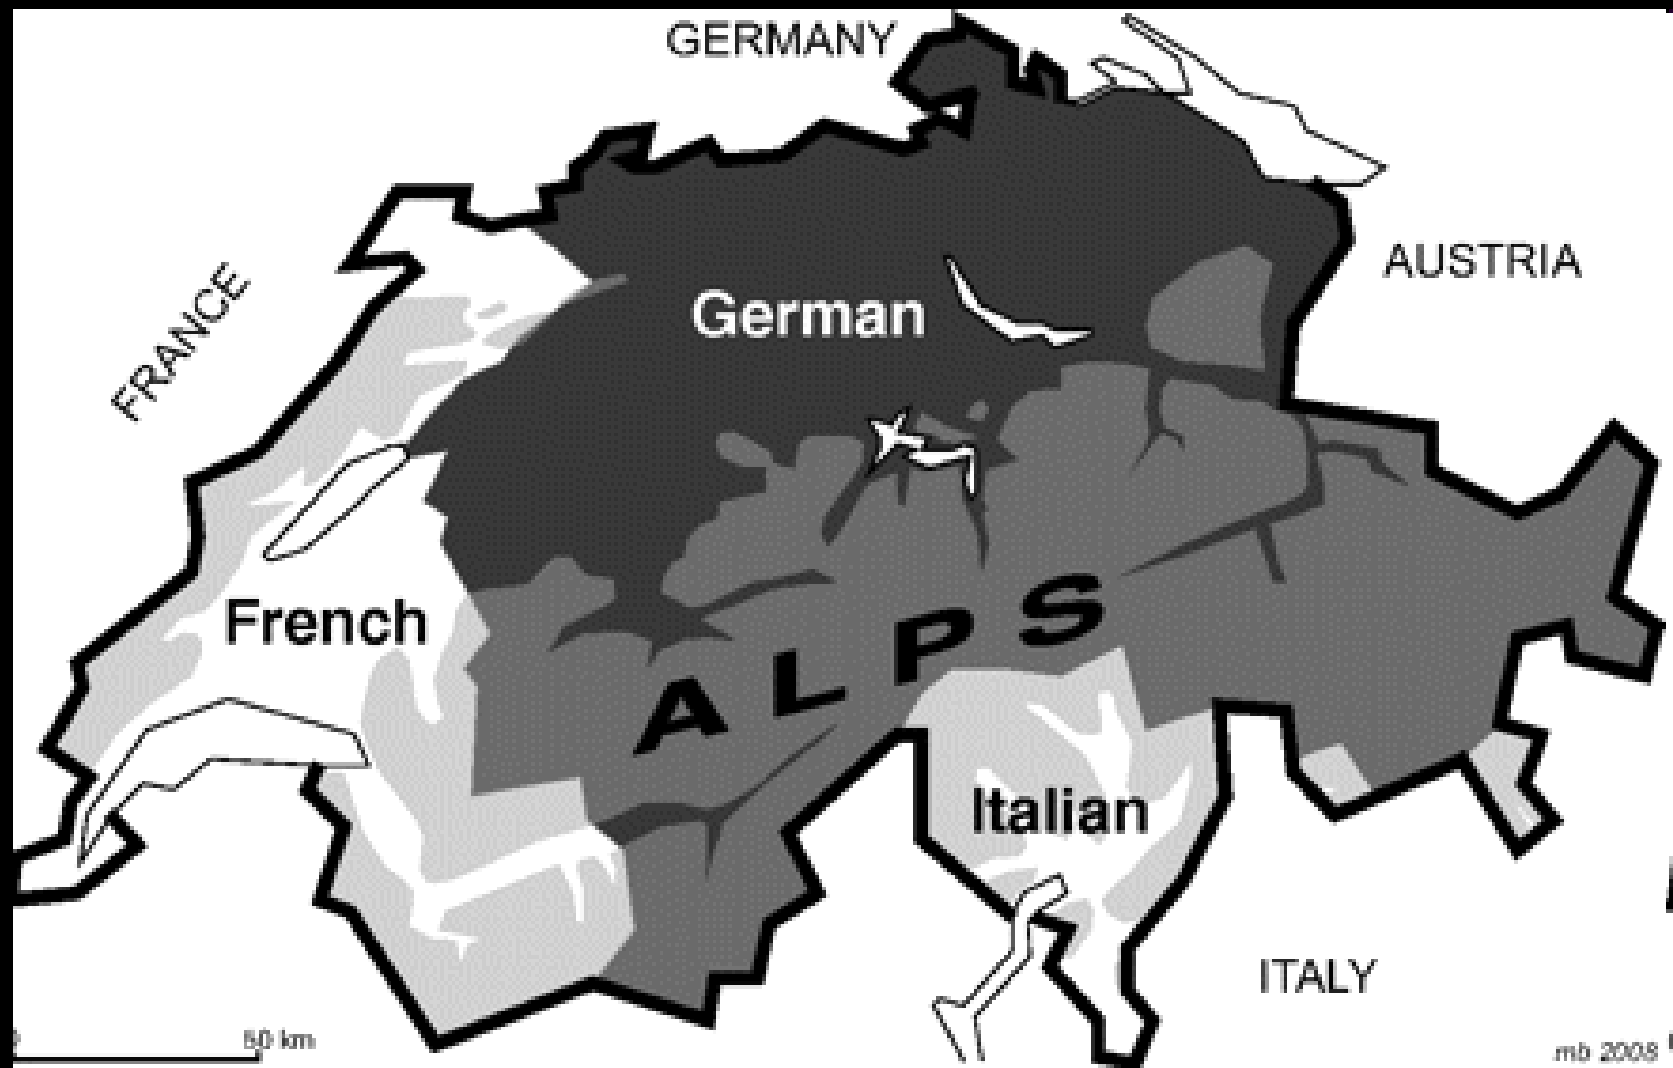 GERMANY
AUSTRIA
FRANCE
German
French
ALPS
Italian
ITALY
50 km
mb 2008